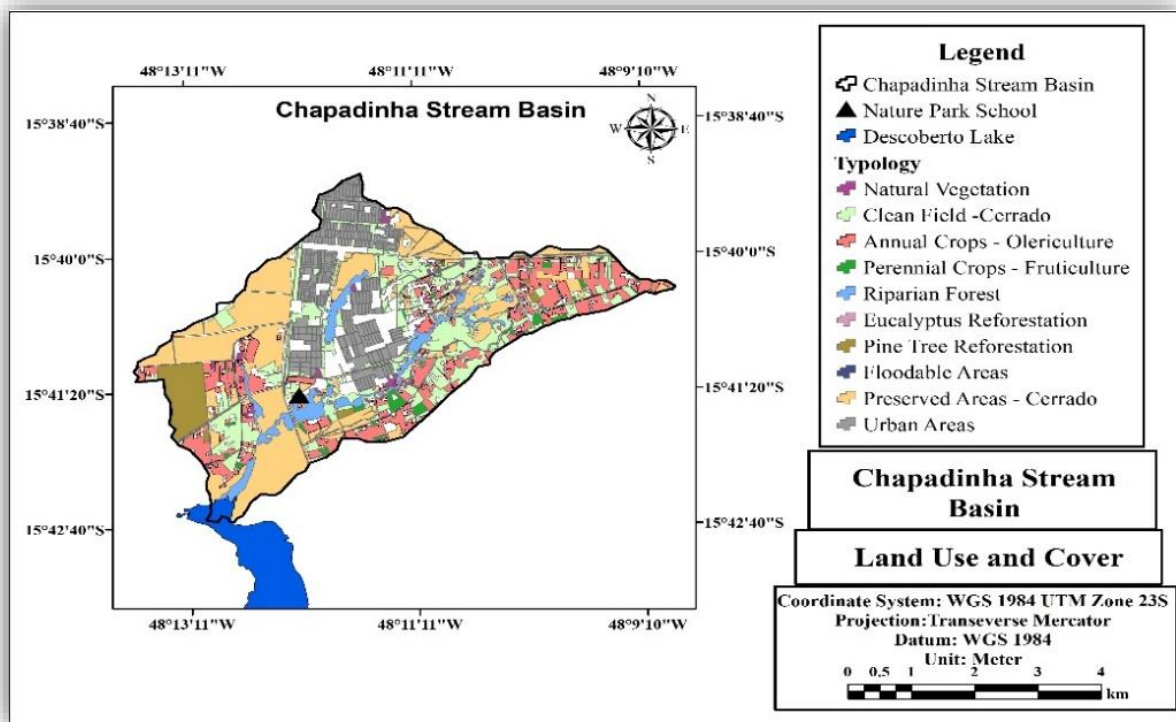 48°13'11"W
48°11'11"W
48°9'10"W
Chapadinha Stream Basin
N
W
E
S
15°38'40"S
15°38'40"S
15°40'0"S
15°40'0"S
15°41'20"S
15°41'20"S
15°42'40"S
15°42'40"S
48°13'11"W
48°11'11"W
48°9'10"W
Legend
Chapadinha Stream Basin
Nature Park School
Descoberto Lake
Typology
Natural Vegetation
Clean Field -Cerrado
Annual Crops - Olericulture
Perennial Crops - Fruticulture
Riparian Forest
Eucalyptus Reforestation
Pine Tree Reforestation
Floodable Areas
Preserved Areas - Cerrado
Urban Areas
Chapadinha Stream
Basin
Land Use and Cover
Coordinate System: WGS 1984 UTM Zone 23S
Projection:Transeverse Mercator
Datum: WGS 1984
Unit: Meter
0 0.5 1 2 3 4
km